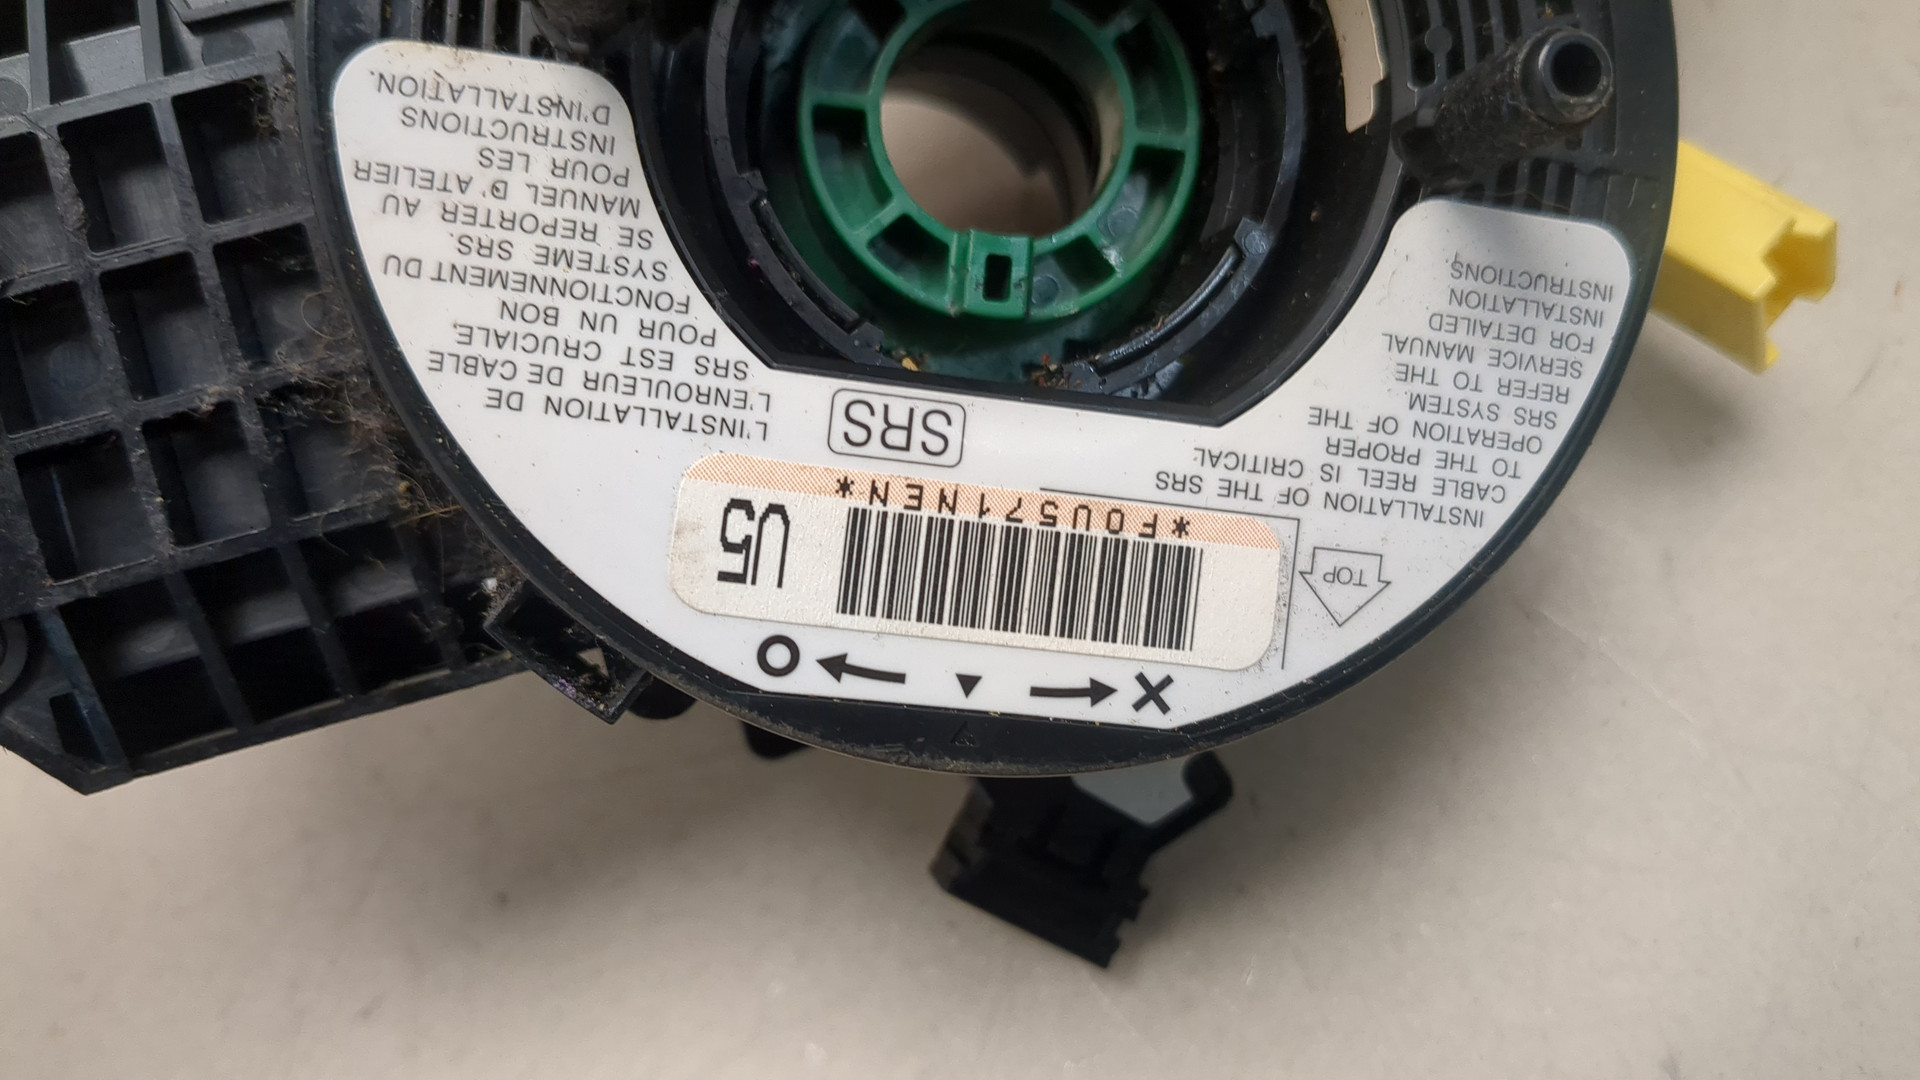 X ← ▲ → O
TOP
U5
*F0U571NEN*
SRS
INSTALLATION OF THE SRS
CABLE REEL IS CRITICAL
TO THE PROPER
OPERATION OF THE
SRS SYSTEM.
REFER TO THE
SERVICE MANUAL
FOR DETAILED
INSTALLATION
INSTRUCTIONS.
L'INSTALLATION DE
L'ENROULEUR DE CABLE
SRS EST CRUCIALE,
POUR UN BON
FONCTIONNEMENT DU
SYSTEME SRS.
SE REPORTER AU
MANUEL D'ATELIER
POUR LES
INSTRUCTIONS
D'INSTALLATION.